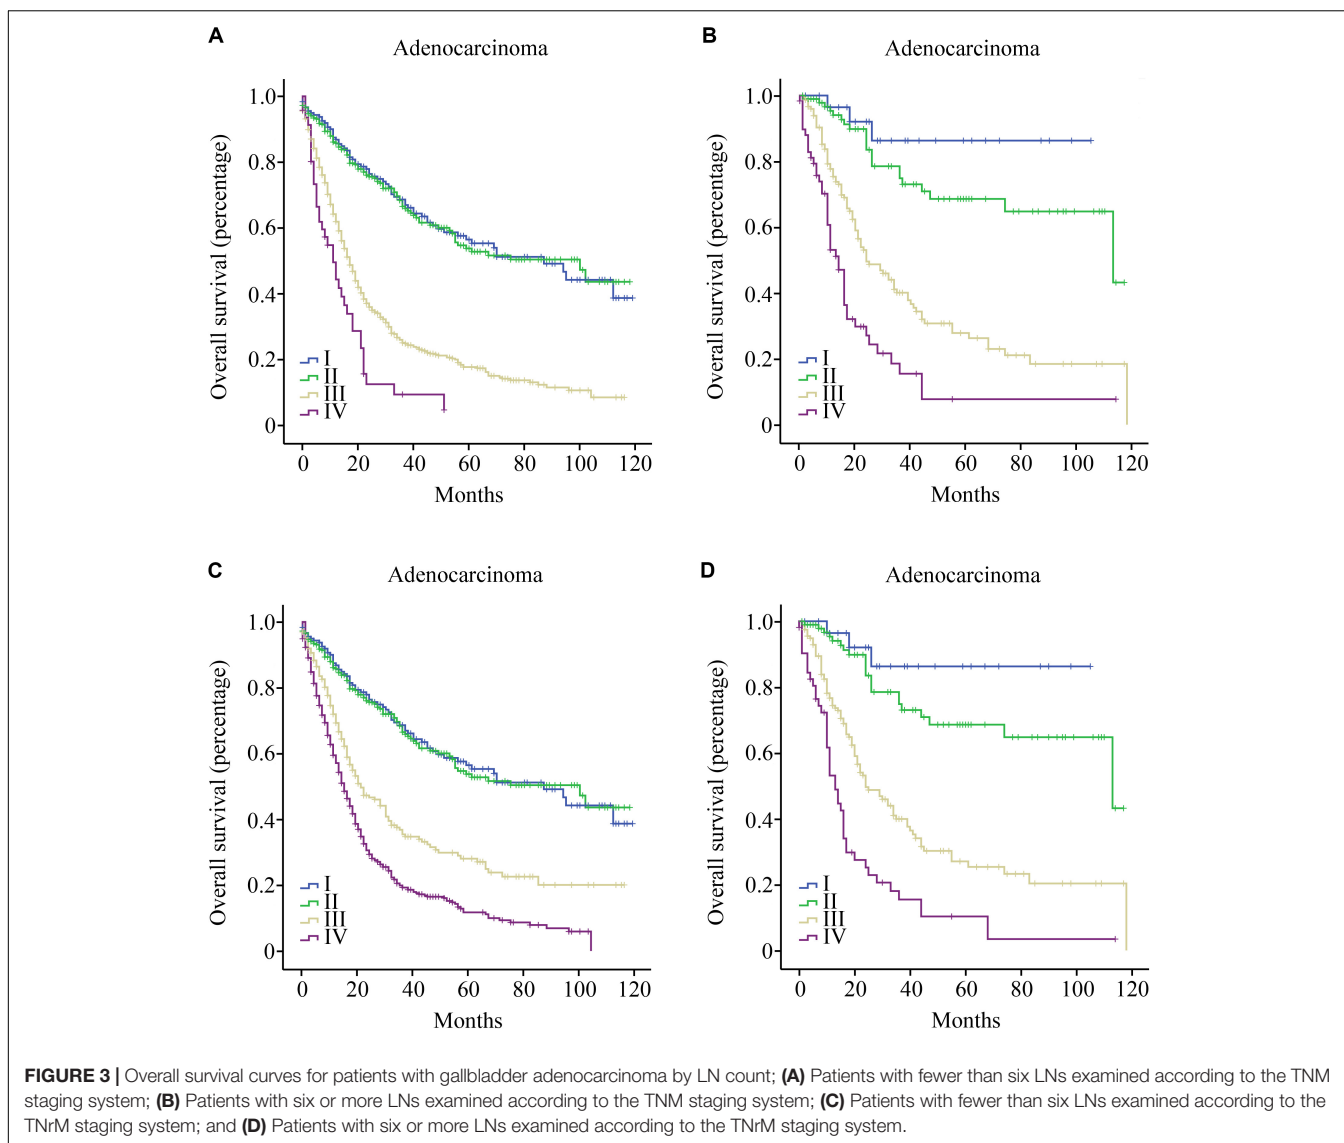 A
Adenocarcinoma
Overall survival (percentage)
1.0
0.8
0.6
0.4
0.2
0
I
II
III
IV
0 20 40 60 80 100 120
Months
B
Adenocarcinoma
Overall survival (percentage)
1.0
0.8
0.6
0.4
0.2
0
I
II
III
IV
0 20 40 60 80 100 120
Months
C
Adenocarcinoma
Overall survival (percentage)
1.0
0.8
0.6
0.4
0.2
0
I
II
III
IV
0 20 40 60 80 100 120
Months
D
Adenocarcinoma
Overall survival (percentage)
1.0
0.8
0.6
0.4
0.2
0
I
II
III
IV
0 20 40 60 80 100 120
Months
FIGURE 3 | Overall survival curves for patients with gallbladder adenocarcinoma by LN count; (A) Patients with fewer than six LNs examined according to the TNM
staging system; (B) Patients with six or more LNs examined according to the TNM staging system; (C) Patients with fewer than six LNs examined according to the
TNrM staging system; and (D) Patients with six or more LNs examined according to the TNrM staging system.